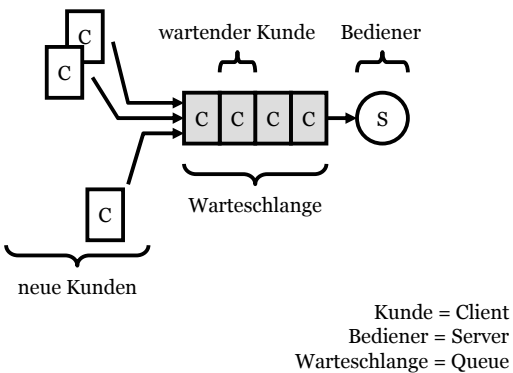 wartender Kunde
Bediener
C
C
C C C C
S
C
Warteschlange
neue Kunden
Kunde = Client
Bediener = Server
Warteschlange = Queue